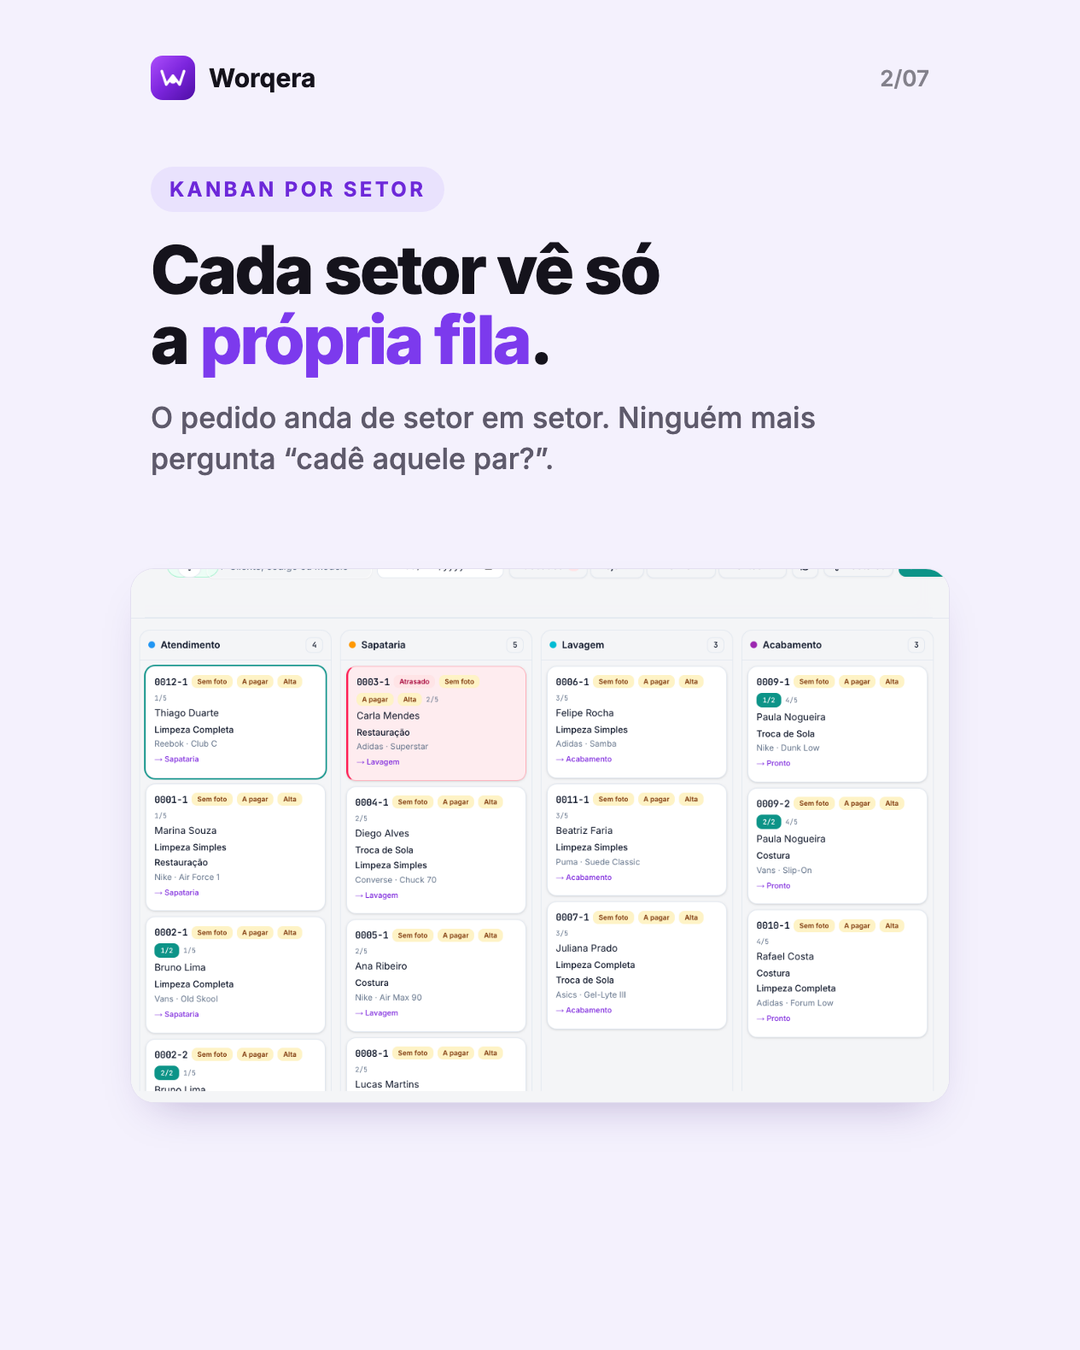 Worqera
2/07
KANBAN POR SETOR
Cada setor vê só
a própria fila.
O pedido anda de setor em setor. Ninguém mais
pergunta “cadê aquele par?”.
Atendimento 4
0012-1 Sem foto A pagar Alta
1/5
Thiago Duarte
Limpeza Completa
Reebok · Club C
→ Sapataria
0001-1 Sem foto A pagar Alta
1/5
Marina Souza
Limpeza Simples
Restauração
Nike · Air Force 1
→ Sapataria
0002-1 Sem foto A pagar Alta
1/2 1/5
Bruno Lima
Limpeza Completa
Vans · Old Skool
→ Sapataria
0002-2 Sem foto A pagar Alta
2/2 1/5
Bruno Lima
Sapataria 5
0003-1 Atrasado Sem foto
A pagar Alta 2/5
Carla Mendes
Restauração
Adidas · Superstar
→ Lavagem
0004-1 Sem foto A pagar Alta
2/5
Diego Alves
Troca de Sola
Limpeza Simples
Converse · Chuck 70
→ Lavagem
0005-1 Sem foto A pagar Alta
2/5
Ana Ribeiro
Costura
Nike · Air Max 90
→ Lavagem
0008-1 Sem foto A pagar Alta
2/5
Lucas Martins
Lavagem 3
0006-1 Sem foto A pagar Alta
3/5
Felipe Rocha
Limpeza Simples
Adidas · Samba
→ Acabamento
0011-1 Sem foto A pagar Alta
3/5
Beatriz Faria
Limpeza Simples
Puma · Suede Classic
→ Acabamento
0007-1 Sem foto A pagar Alta
3/5
Juliana Prado
Limpeza Completa
Troca de Sola
Asics · Gel-Lyte III
→ Acabamento
Acabamento 3
0009-1 Sem foto A pagar Alta
1/2 4/5
Paula Nogueira
Troca de Sola
Nike · Dunk Low
→ Pronto
0009-2 Sem foto A pagar Alta
2/2 4/5
Paula Nogueira
Costura
Vans · Slip-On
→ Pronto
0010-1 Sem foto A pagar Alta
4/5
Rafael Costa
Costura
Limpeza Completa
Adidas · Forum Low
→ Pronto